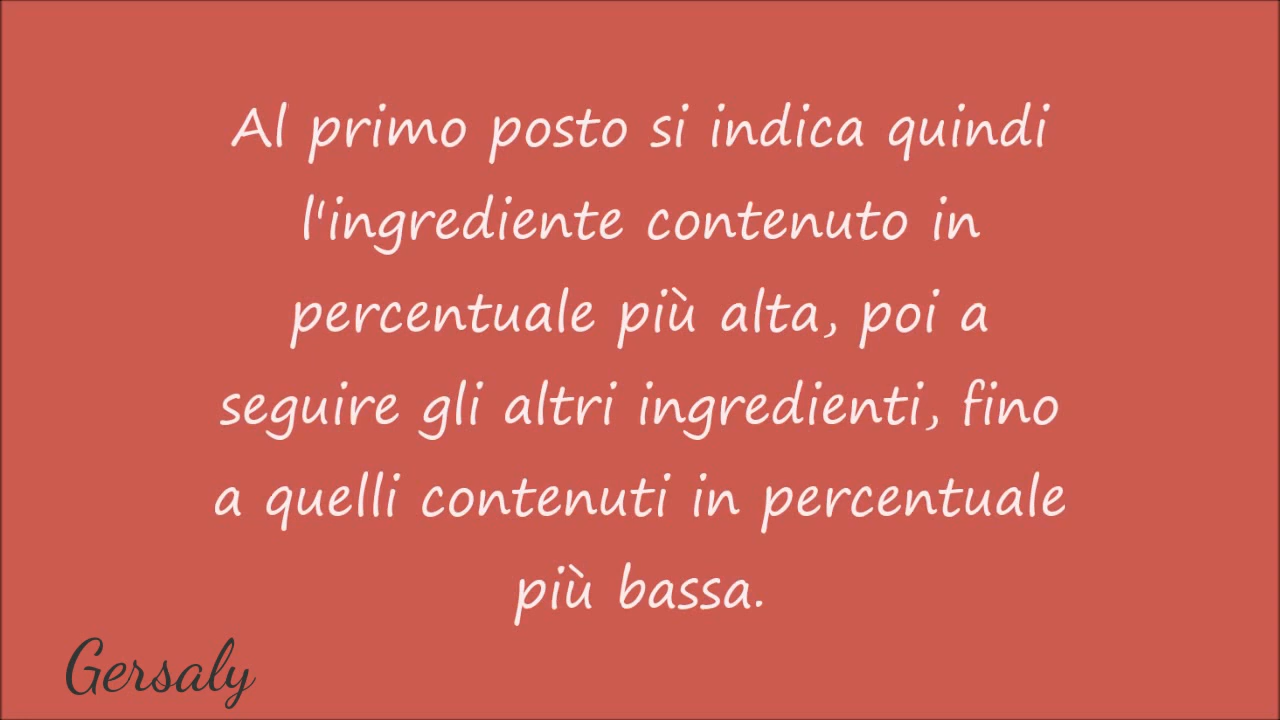 Al primo posto si indica quindi
l'ingrediente contenuto in
percentuale più alta, poi a
seguire gli altri ingredienti, fino
a quelli contenuti in percentuale
più bassa.
Gersaly